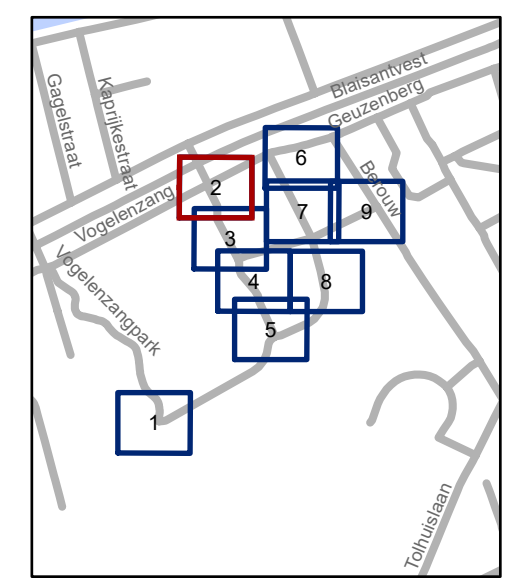 Blaisantvest
Geuzenberg
Gagelstraat
Kaprijkestraat
6
Berouw
2
Vogelenzang
7
9
3
Vogelenzangpark
4
8
5
1
Tolhuislaan